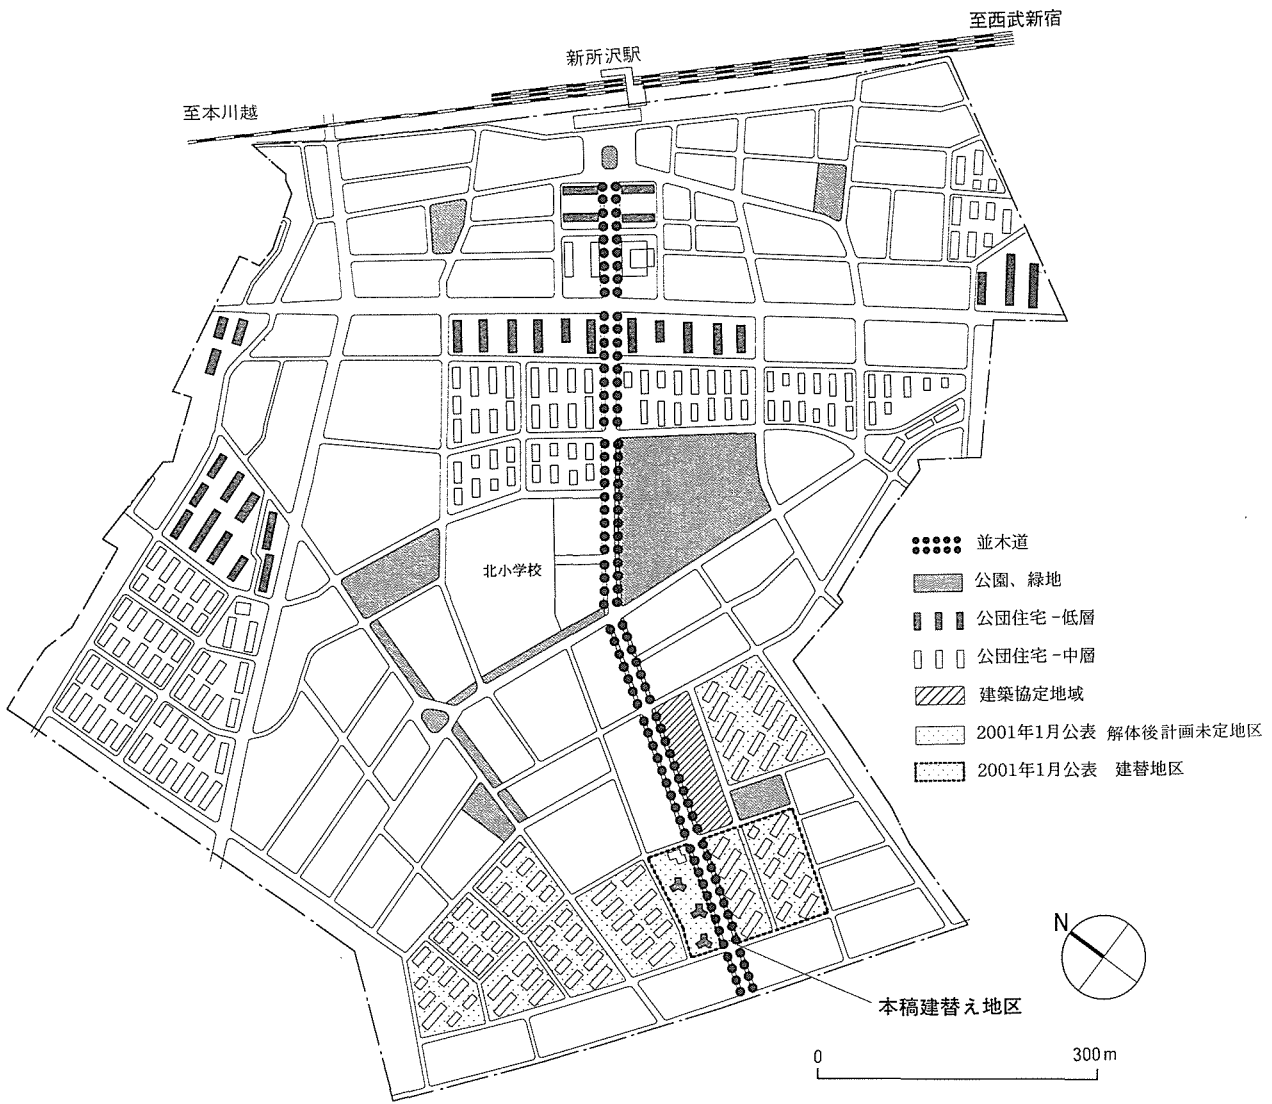 至西武新宿
新所沢駅
至本川越
北小学校
並木道
公園、緑地
公団住宅-低層
公団住宅-中層
建築協定地域
2001年1月公表 解体後計画未定地区
2001年1月公表 建替地区
N
本稿建替え地区
0 300m